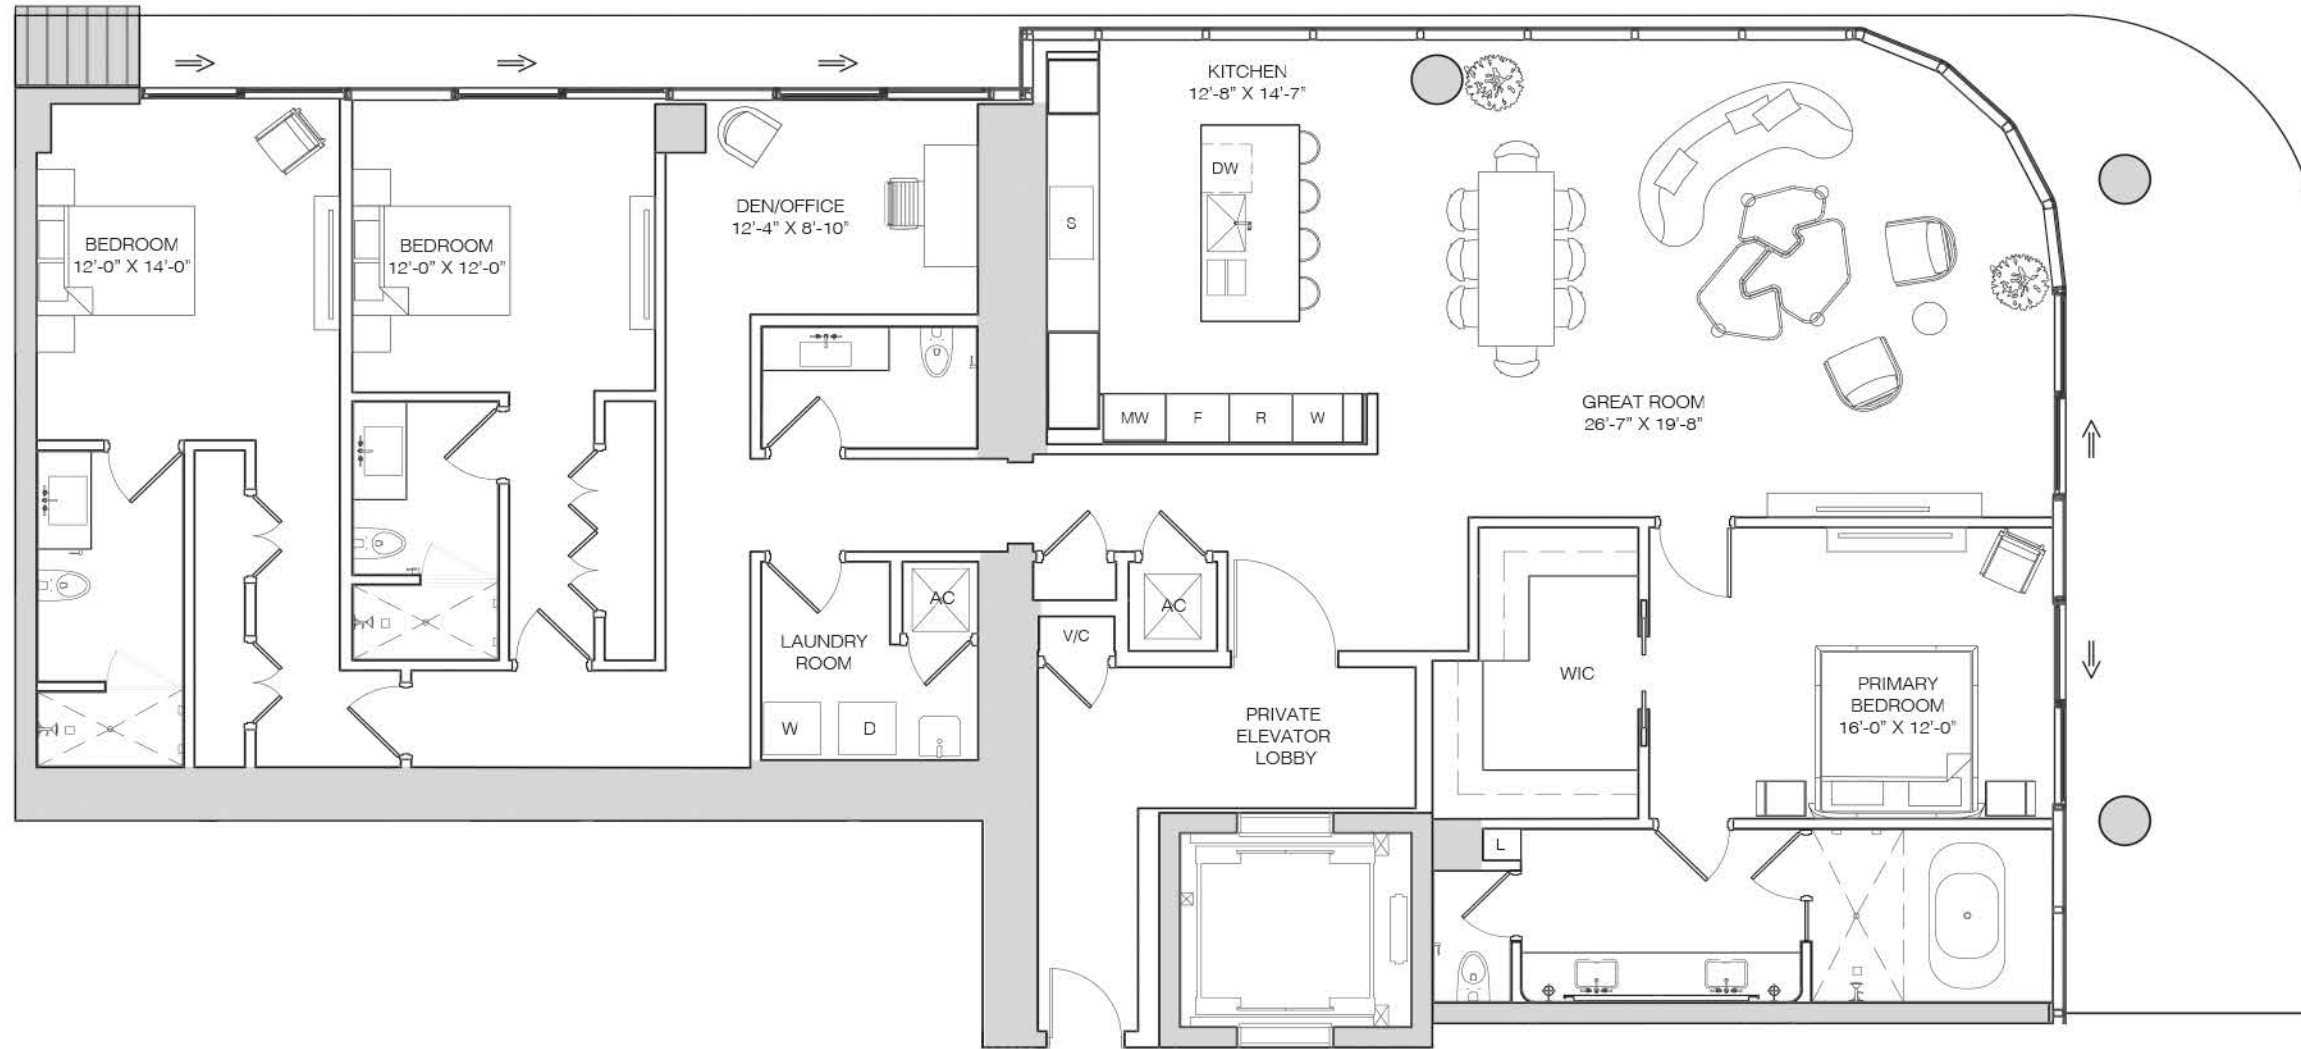 KITCHEN
12'-8" X 14'-7"
DW
S
DEN/OFFICE
12'-4" X 8'-10"
BEDROOM
12'-0" X 14'-0"
BEDROOM
12'-0" X 12'-0"
GREAT ROOM
26'-7" X 19'-8"
MW
F
R
W
AC
AC
V/C
LAUNDRY
ROOM
W
D
PRIVATE
ELEVATOR
LOBBY
WIC
PRIMARY
BEDROOM
16'-0" X 12'-0"
L